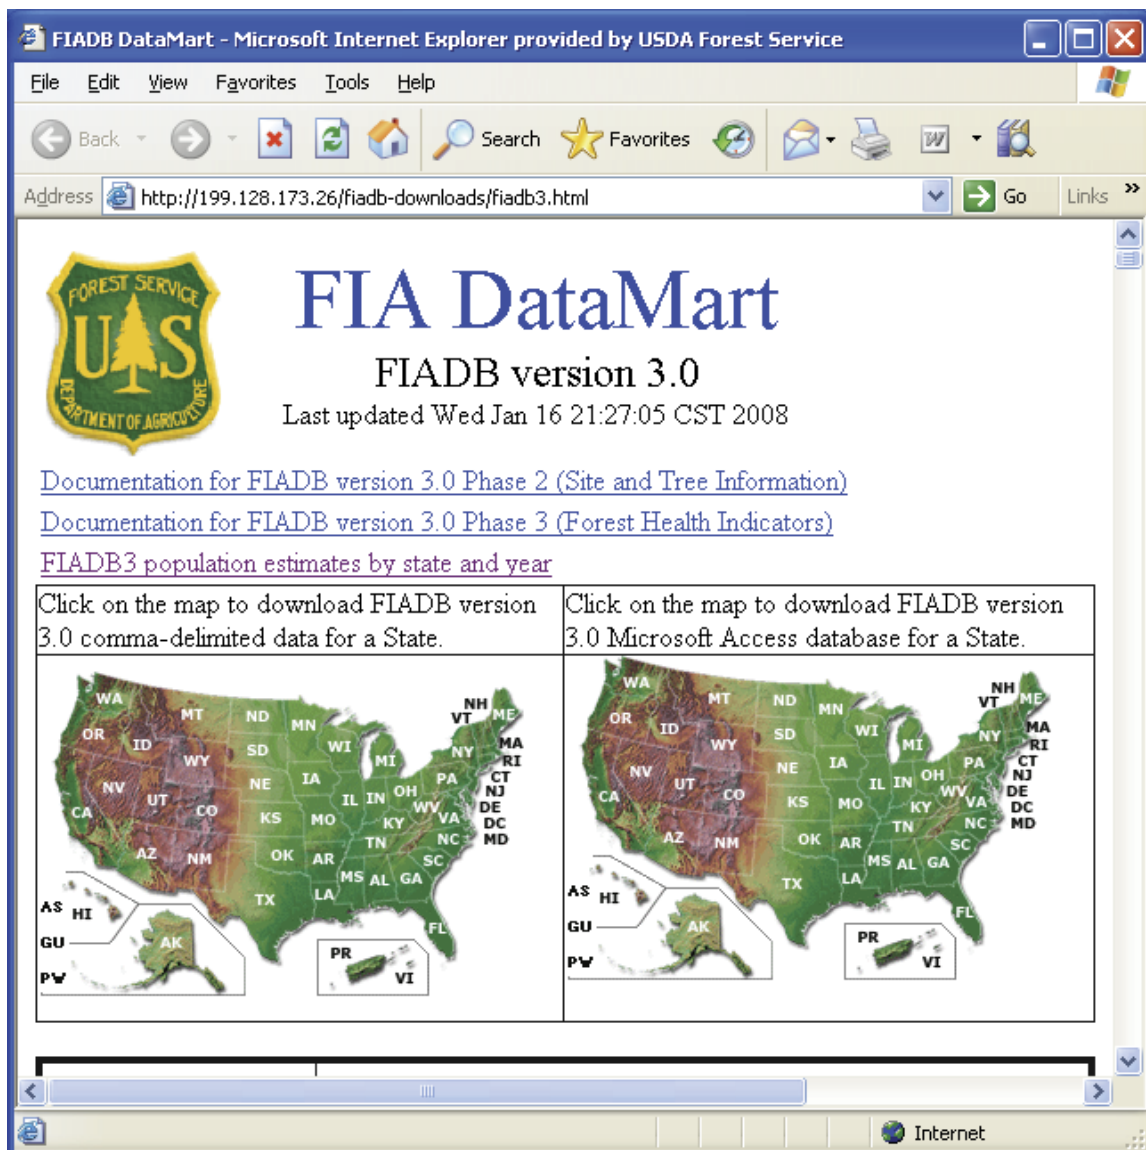 FIADB DataMart - Microsoft Internet Explorer provided by USDA Forest Service
File Edit View Favorites Tools Help
Back Search Favorites
Address http://199.128.173.26/fiadb-downloads/fiadb3.html Go Links »
FOREST SERVICE
U S
DEPARTMENT OF AGRICULTURE
FIA DataMart
FIADB version 3.0
Last updated Wed Jan 16 21:27:05 CST 2008
Documentation for FIADB version 3.0 Phase 2 (Site and Tree Information)
Documentation for FIADB version 3.0 Phase 3 (Forest Health Indicators)
FIADB3 population estimates by state and year
Click on the map to download FIADB version
3.0 comma-delimited data for a State.
Click on the map to download FIADB version
3.0 Microsoft Access database for a State.
WA MT ND MN NH VT ME
OR ID WY SD WI MI NY MA RI
NV UT CO NE IA IL IN OH PA CT NJ
CA KS MO KY WV VA DE DC MD
AZ NM OK AR TN NC SC
TX LA MS AL GA FL
AS HI GU AK PW PR VI
WA MT ND MN NH VT ME
OR ID WY SD WI MI NY MA RI
NV UT CO NE IA IL IN OH PA CT NJ
CA KS MO KY WV VA DE DC MD
AZ NM OK AR TN NC SC
TX LA MS AL GA FL
AS HI GU AK PW PR VI
Internet